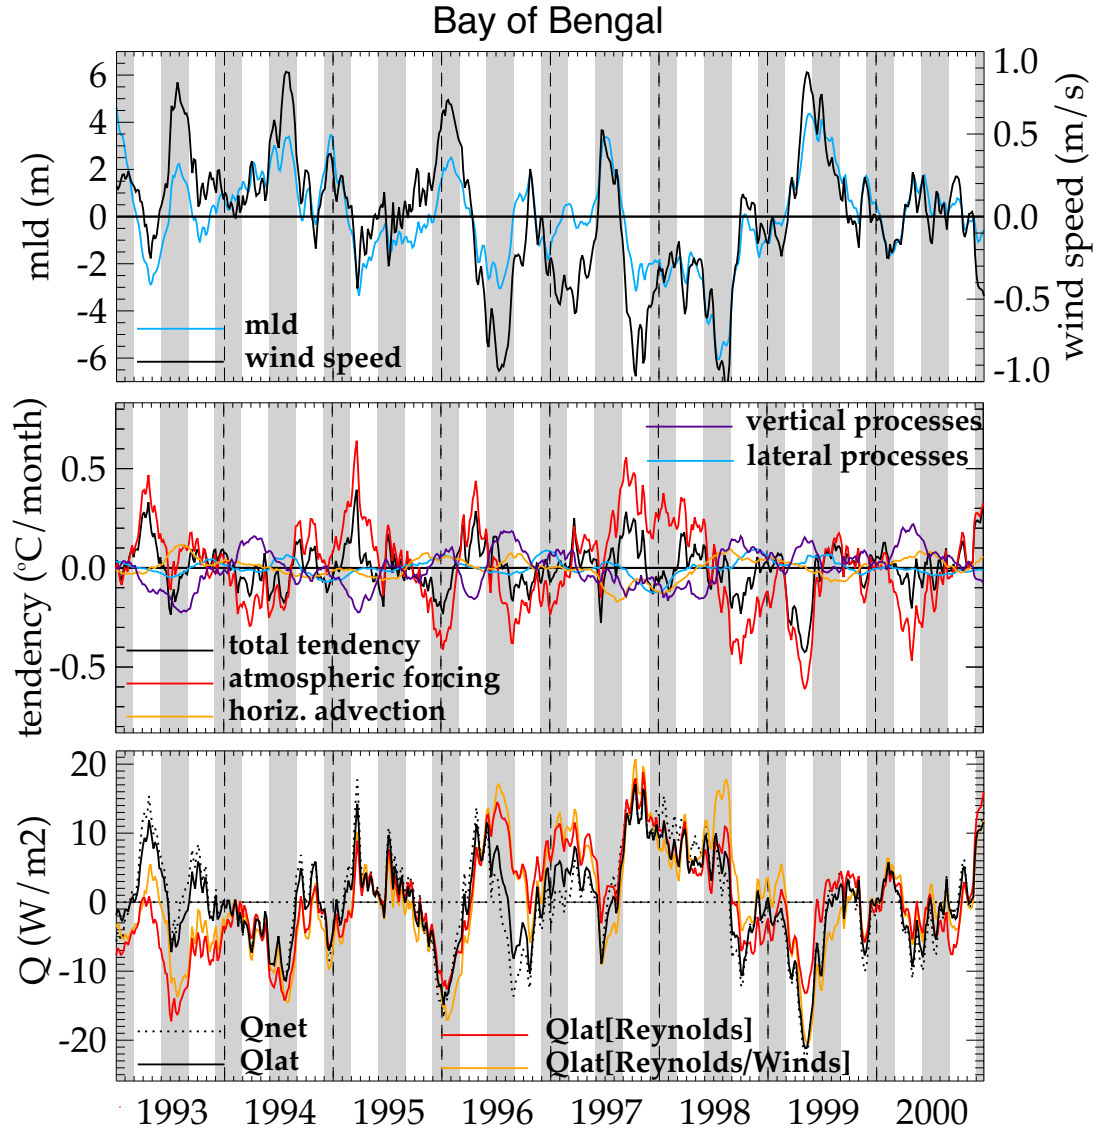 Bay of Bengal
6
4
2
0
-2
-4
-6
mld (m)
1.0
0.5
0.0
-0.5
-1.0
wind speed (m/s)
mld
wind speed
0.5
0.0
-0.5
tendency (°C/month)
vertical processes
lateral processes
total tendency
atmospheric forcing
horiz. advection
20
10
0
-10
-20
Q (W/m2)
Qnet
Qlat
Qlat[Reynolds]
Qlat[Reynolds/Winds]
1993 1994 1995 1996 1997 1998 1999 2000